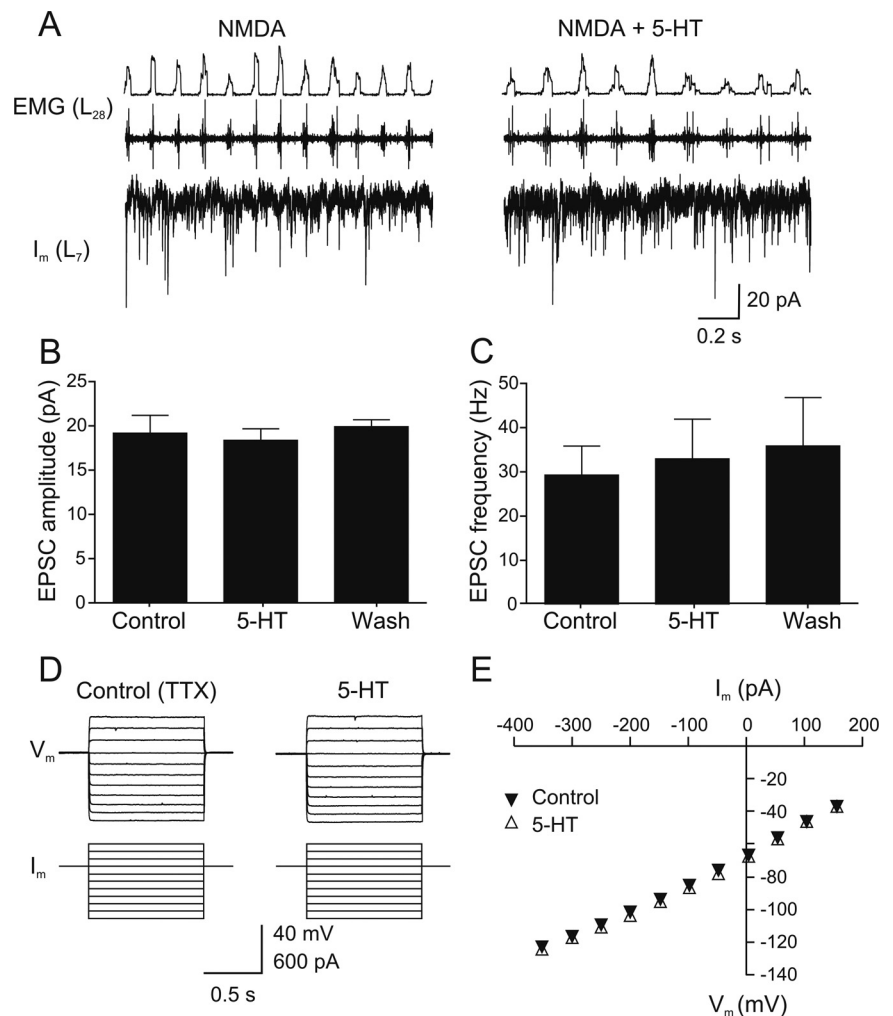 A
NMDA
NMDA + 5-HT
EMG (L28)
Im (L7)
20 pA
0.2 s
B
EPSC amplitude (pA)
25
20
15
10
5
0
Control
5-HT
Wash
C
EPSC frequency (Hz)
50
40
30
20
10
0
Control
5-HT
Wash
D
Control (TTX)
5-HT
Vm
Im
40 mV
600 pA
0.5 s
E
Im (pA)
-400
-300
-200
-100
0
100
200
Control
5-HT
-20
-40
-60
-80
-100
-120
-140
Vm (mV)